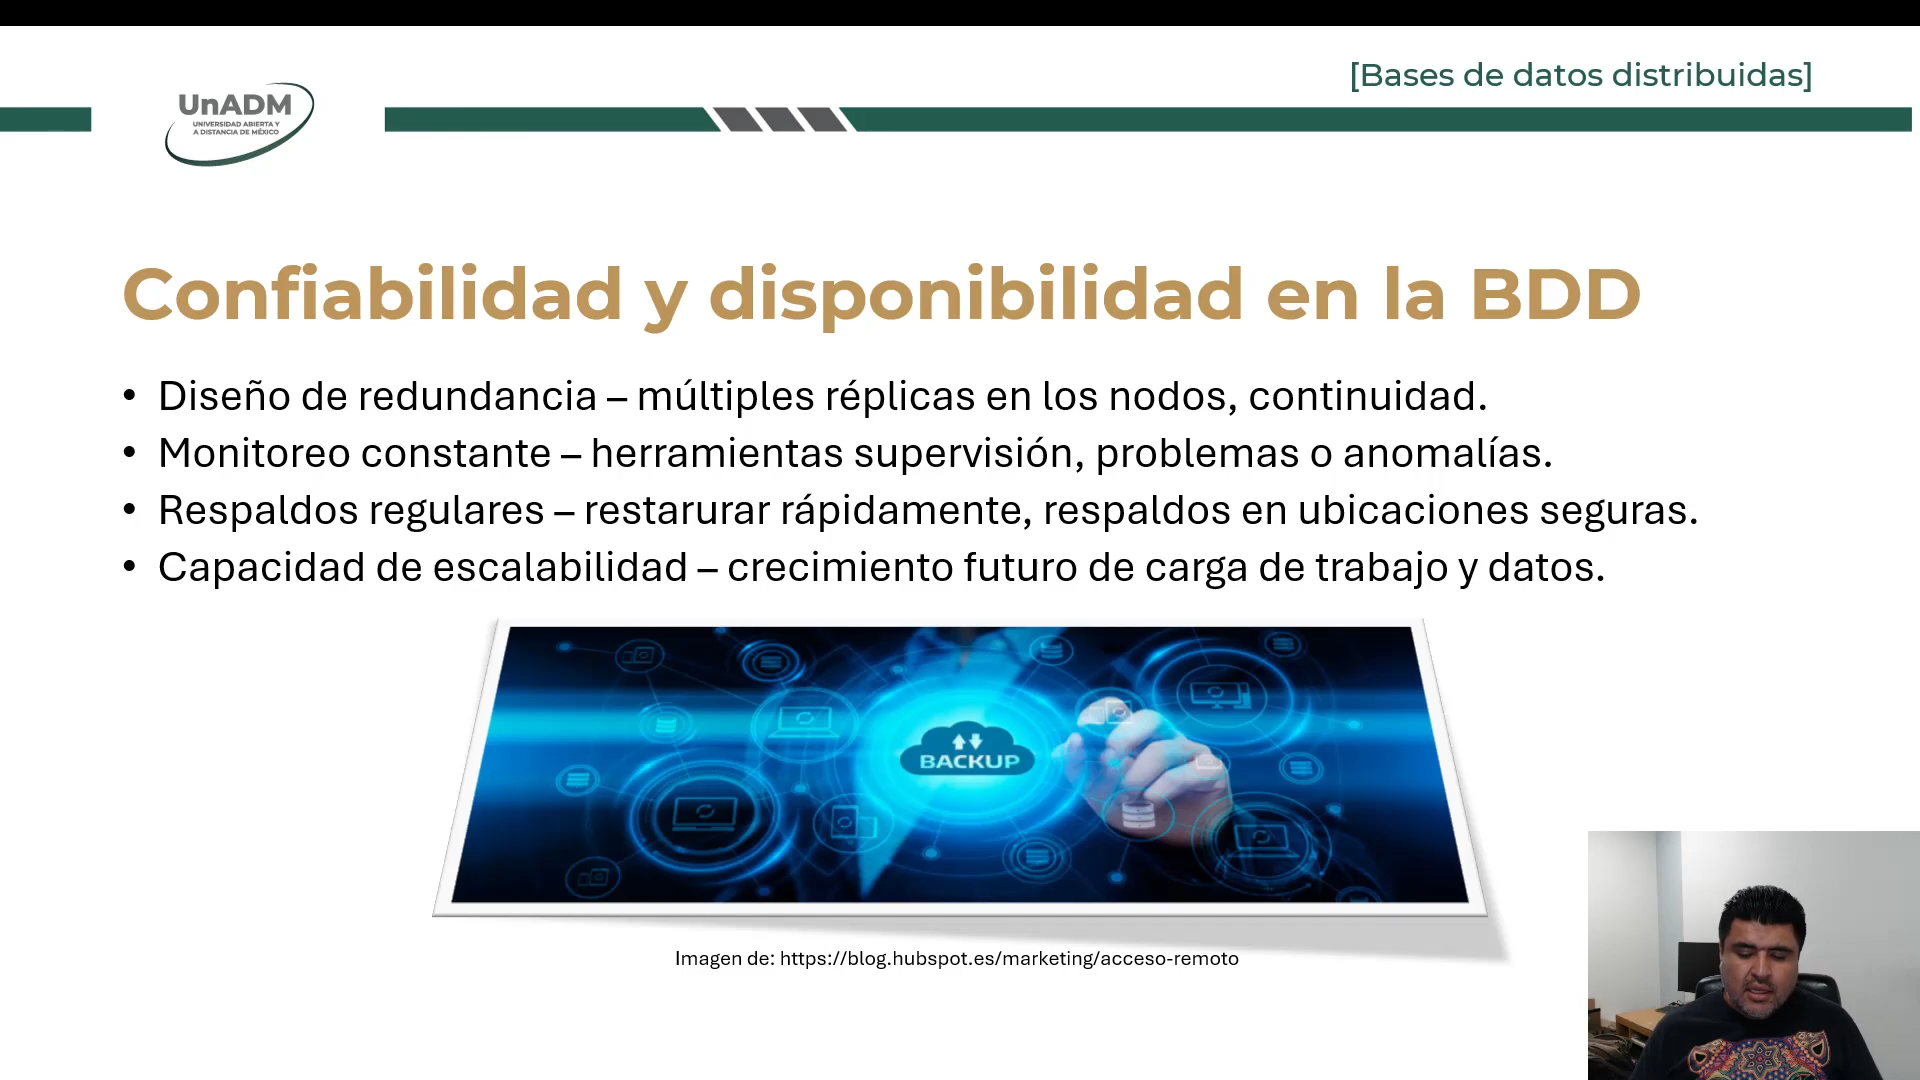 [Bases de datos distribuidas]
UnADM
UNIVERSIDAD ABIERTA Y
A DISTANCIA DE MÉXICO
Confiabilidad y disponibilidad en la BDD
• Diseño de redundancia – múltiples réplicas en los nodos, continuidad.
• Monitoreo constante – herramientas supervisión, problemas o anomalías.
• Respaldos regulares – restarurar rápidamente, respaldos en ubicaciones seguras.
• Capacidad de escalabilidad – crecimiento futuro de carga de trabajo y datos.
BACKUP
Imagen de: https://blog.hubspot.es/marketing/acceso-remoto